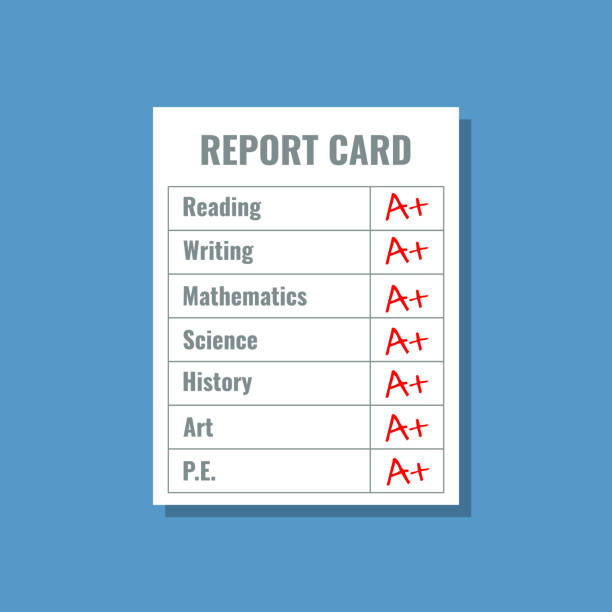 REPORT CARD
Reading A+
Writing A+
Mathematics A+
Science A+
History A+
Art A+
P.E. A+